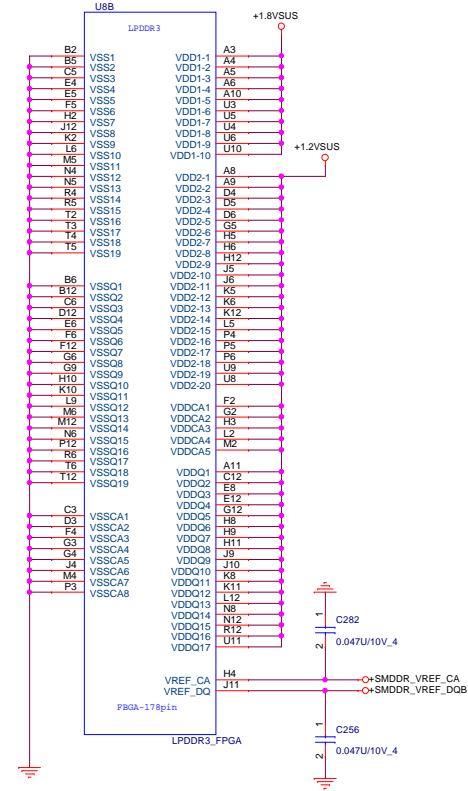 U8B
+1.8VSUS
LPDDR3
B2 VSS1
B5 VSS2
C5 VSS3
E4 VSS4
E5 VSS5
F5 VSS6
H2 VSS7
J12 VSS8
K2 VSS9
L6 VSS10
M5 VSS11
N4 VSS12
N5 VSS13
R4 VSS14
R5 VSS15
T2 VSS16
T3 VSS17
T4 VSS18
T5 VSS19
B6 VSSQ1
B12 VSSQ2
C6 VSSQ3
D12 VSSQ4
E6 VSSQ5
F6 VSSQ6
F12 VSSQ7
G6 VSSQ8
G9 VSSQ9
H10 VSSQ10
K10 VSSQ11
L9 VSSQ12
M6 VSSQ13
M12 VSSQ14
N6 VSSQ15
P12 VSSQ16
R6 VSSQ17
T6 VSSQ18
T12 VSSQ19
C3 VSSCA1
D3 VSSCA2
F4 VSSCA3
G3 VSSCA4
G4 VSSCA5
J4 VSSCA6
M4 VSSCA7
P3 VSSCA8
VDD1-1 A3
VDD1-2 A4
VDD1-3 A5
VDD1-4 A6
VDD1-5 A10
VDD1-6 U3
VDD1-7 U5
VDD1-8 U4
VDD1-9 U6
VDD1-10 U10
+1.2VSUS
VDD2-1 A8
VDD2-2 A9
VDD2-3 D4
VDD2-4 D5
VDD2-5 D6
VDD2-6 G5
VDD2-7 H5
VDD2-8 H6
VDD2-9 H12
VDD2-10 J5
VDD2-11 J6
VDD2-12 K5
VDD2-13 K6
VDD2-14 K12
VDD2-15 L5
VDD2-16 P4
VDD2-17 P5
VDD2-18 P6
VDD2-19 U9
VDD2-20 U8
VDDCA1 F2
VDDCA2 G2
VDDCA3 H3
VDDCA4 L2
VDDCA5 M2
VDDQ1 A11
VDDQ2 C12
VDDQ3 E8
VDDQ4 E12
VDDQ5 G12
VDDQ6 H8
VDDQ7 H9
VDDQ8 H11
VDDQ9 J9
VDDQ10 J10
VDDQ11 K8
VDDQ12 K11
VDDQ13 L12
VDDQ14 N8
VDDQ15 N12
VDDQ16 R12
VDDQ17 U11
VREF_CA H4
VREF_DQ J11
FBGA-178pin
LPDDR3_FPGA
1
C282
0.047U/10V_4
2
+SMDDR_VREF_CA
+SMDDR_VREF_DQB
1
C256
0.047U/10V_4
2